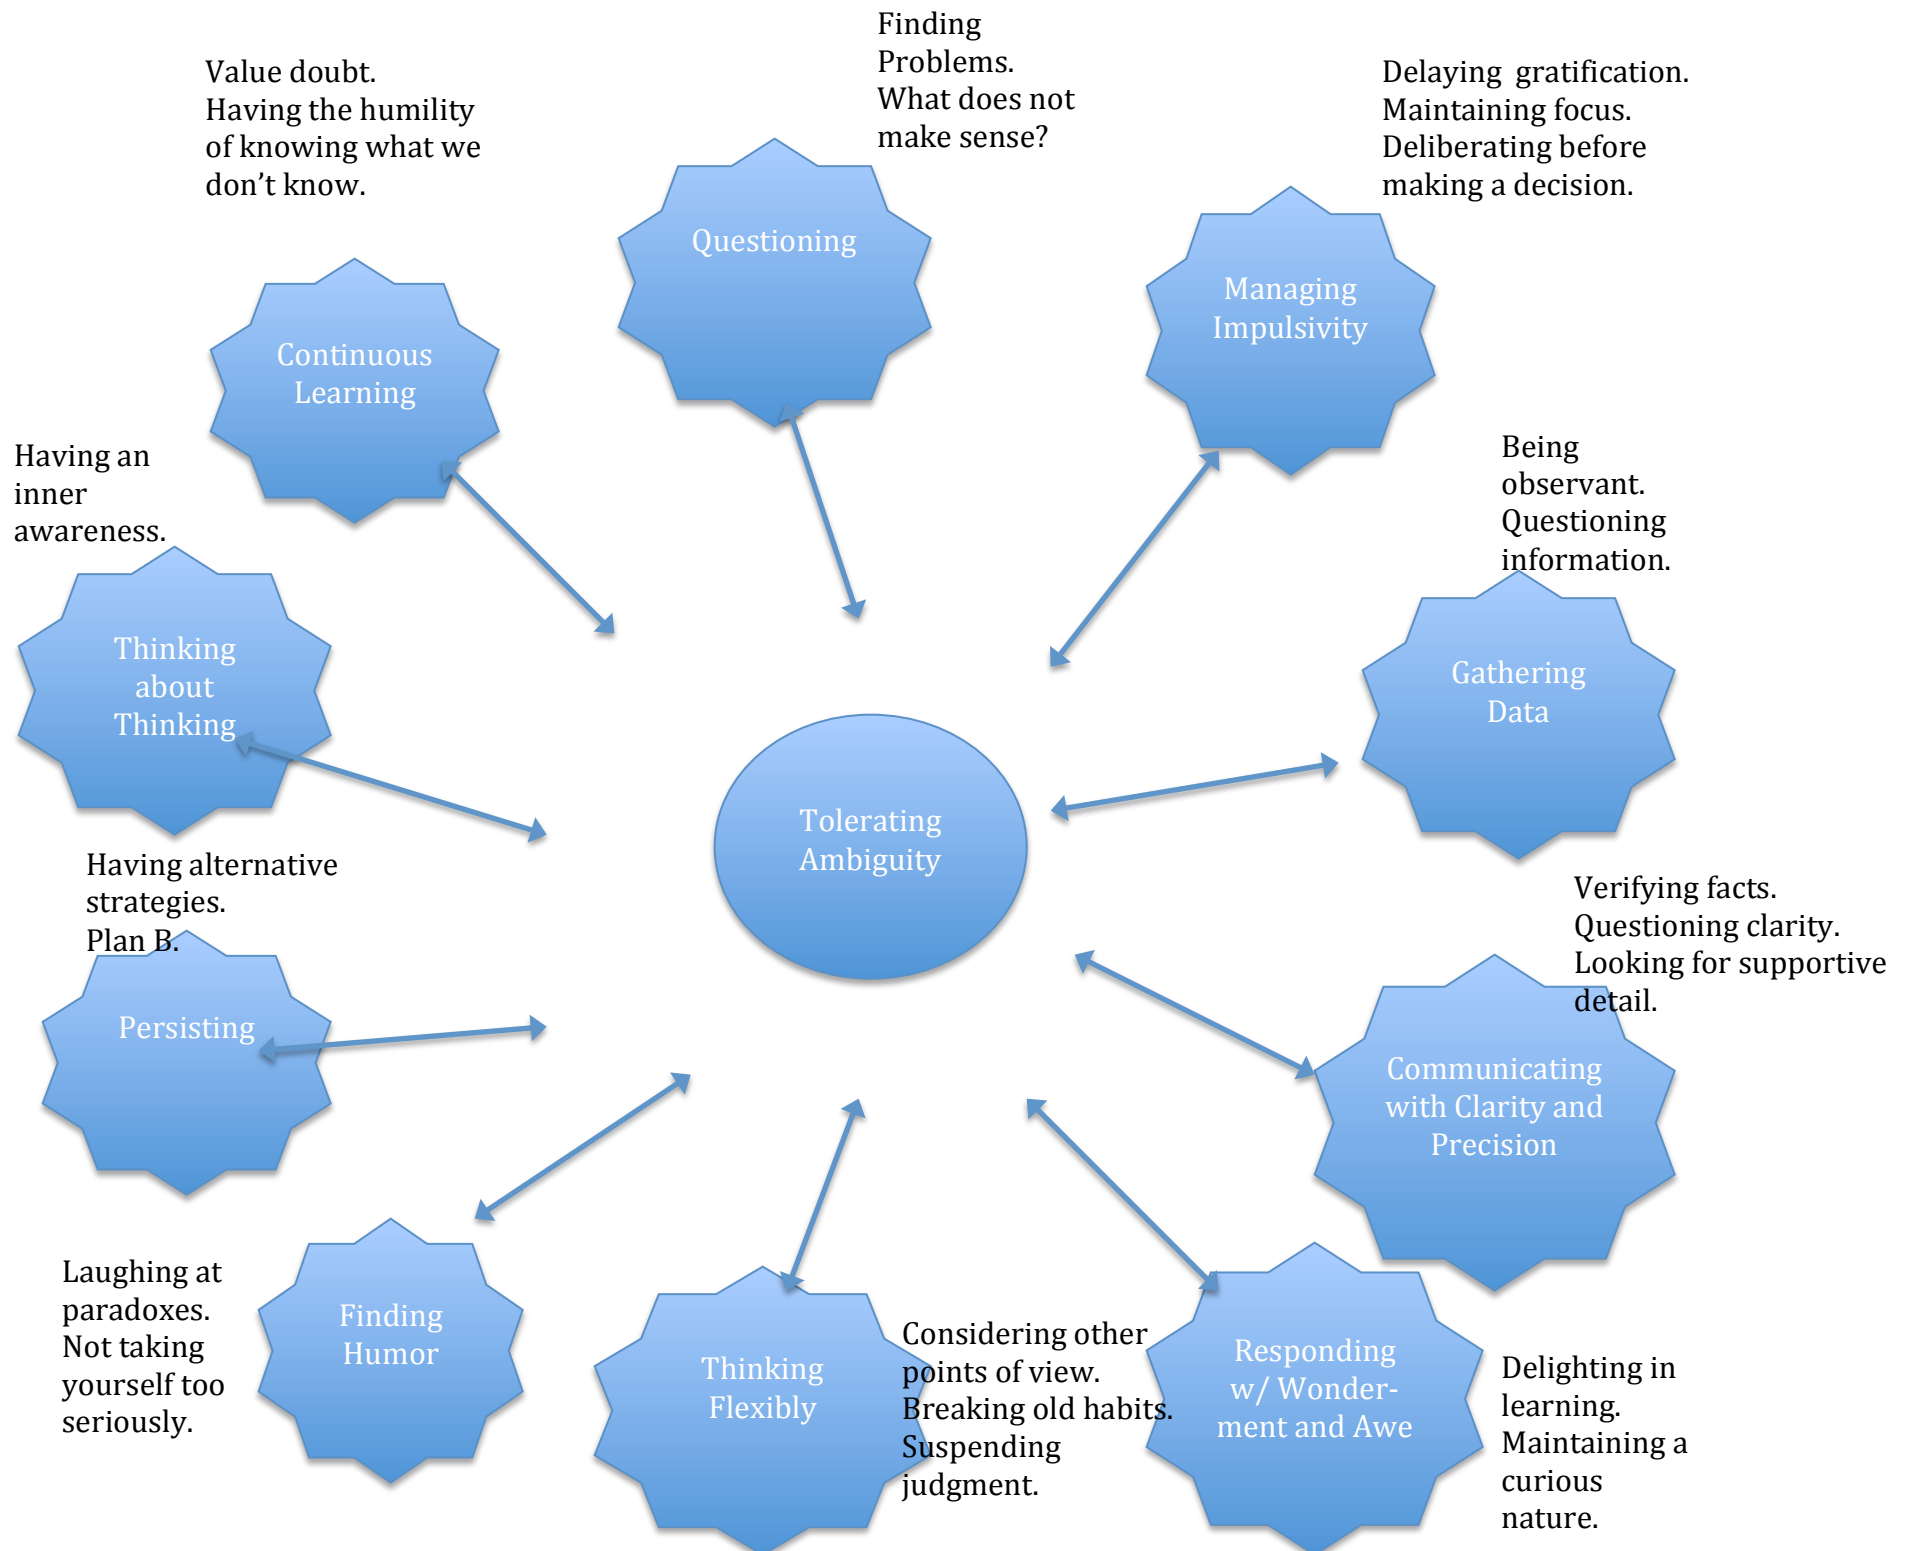 Finding
Problems.
What does not
make sense?
Value doubt.
Having the humility
of knowing what we
don't know.
Delaying  gratification.
Maintaining focus.
Deliberating before
making a decision.
Questioning
Managing
Impulsivity
Continuous
Learning
Having an
inner
awareness.
Being
observant.
Questioning
information.
Thinking
about
Thinking
Gathering
Data
Tolerating
Ambiguity
Having alternative
strategies.
Plan B.
Verifying facts.
Questioning clarity.
Looking for supportive
detail.
Persisting
Communicating
with Clarity and
Precision
Laughing at
paradoxes.
Not taking
yourself too
seriously.
Finding
Humor
Thinking
Flexibly
Considering other
points of view.
Breaking old habits.
Suspending
judgment.
Responding
w/ Wonder-
ment and Awe
Delighting in
learning.
Maintaining a
curious
nature.